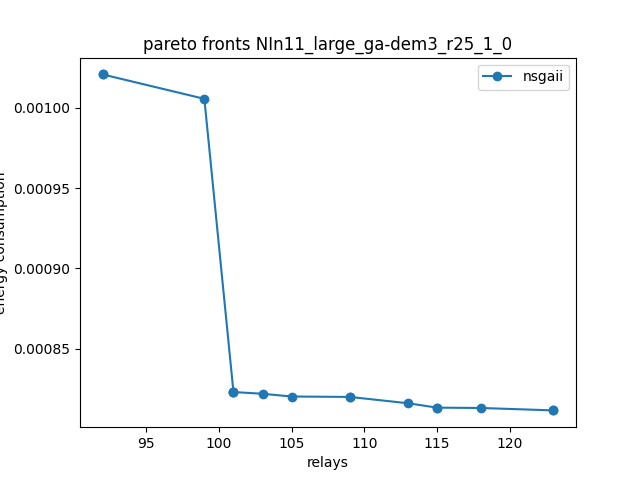 pareto fronts NIn11_large_ga-dem3_r25_1_0
nsgaii
0.00100
0.00095
0.00090
0.00085
energy consumption
95 100 105 110 115 120
relays